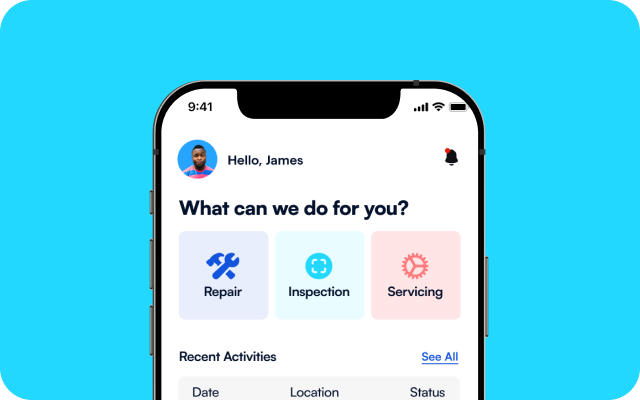 9:41
Hello, James
What can we do for you?
Repair Inspection Servicing
Recent Activities See All
Date Location Status